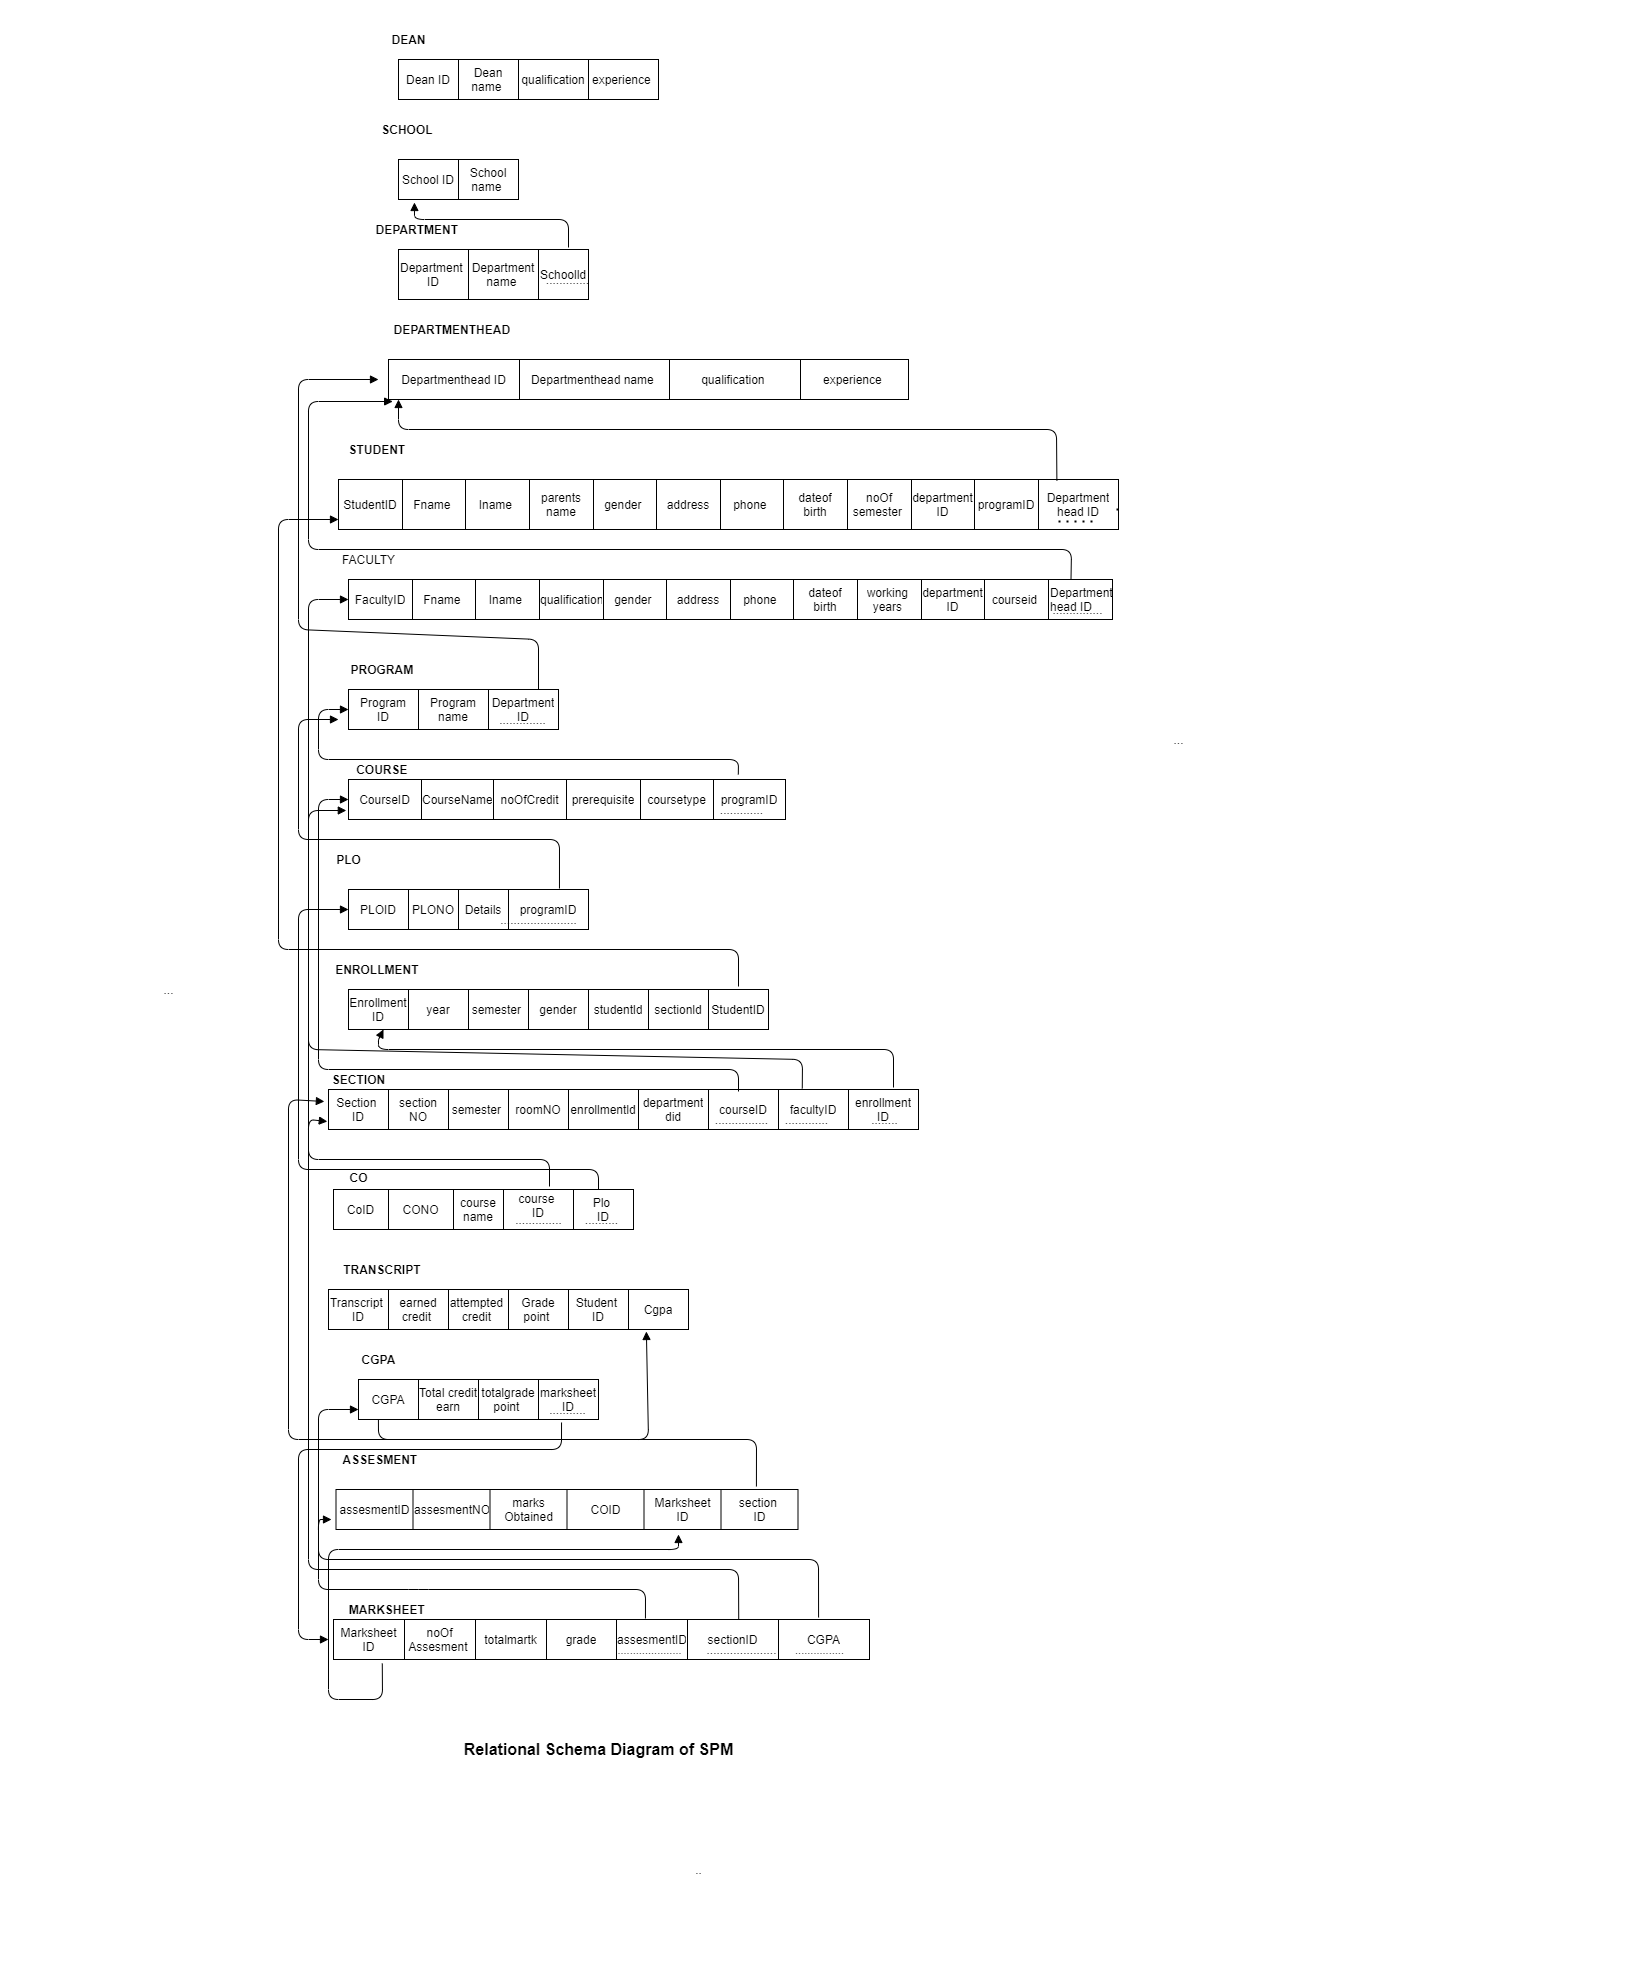 DEAN
Dean ID Dean name qualification experience
SCHOOL
School ID School name
DEPARTMENT
Department ID Department name SchoolId
DEPARTMENTHEAD
Departmenthead ID Departmenthead name qualification experience
STUDENT
StudentID Fname lname parents name gender address phone dateof birth noOf semester department ID programID Department head ID
FACULTY
FacultyID Fname lname qualification gender address phone dateof birth working years department ID courseid Department head ID
PROGRAM
Program ID Program name Department ID
...
COURSE
CourseID CourseName noOfCredit prerequisite coursetype programID
PLO
PLOID PLONO Details programID
ENROLLMENT
...
Enrollment ID year semester gender studentId sectionId StudentID
SECTION
Section ID section NO semester roomNO enrollmentId department did courseID facultyID enrollment ID
CO
CoID CONO course name course ID Plo ID
TRANSCRIPT
Transcript ID earned credit attempted credit Grade point Student ID Cgpa
CGPA
CGPA Total credit earn totalgrade point marksheet ID
ASSESMENT
assesmentID assesmentNO marks Obtained COID Marksheet ID section ID
MARKSHEET
Marksheet ID noOf Assesment totalmartk grade assesmentID sectionID CGPA
Relational Schema Diagram of SPM
..